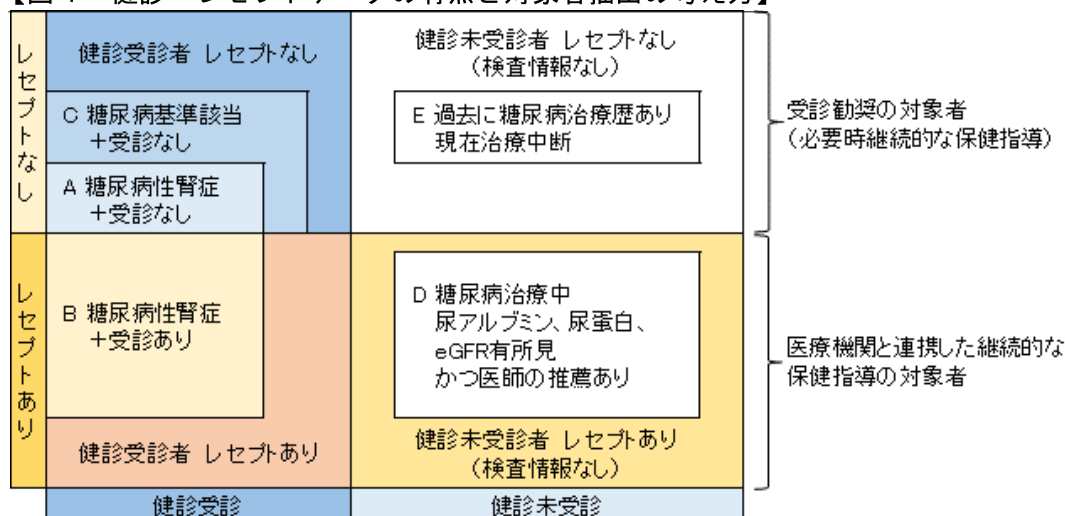 レセプトなし
健診受診者 レセプトなし
C 糖尿病基準該当
＋受診なし
A 糖尿病性腎症
＋受診なし
健診未受診者 レセプトなし
（検査情報なし）
E 過去に糖尿病治療歴あり
現在治療中断
受診勧奨の対象者
（必要時継続的な保健指導）
レセプトあり
B 糖尿病性腎症
＋受診あり
健診受診者 レセプトあり
D 糖尿病治療中
尿アルブミン、尿蛋白、
eGFR有所見
かつ医師の推薦あり
健診未受診者 レセプトあり
（検査情報なし）
医療機関と連携した継続的な
保健指導の対象者
健診受診
健診未受診